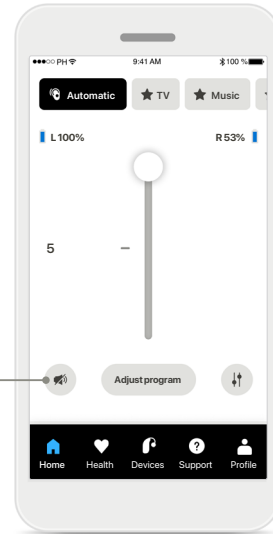 PH 9:41 AM 100 %
Automatic TV Music
L 100% R 53%
5
Adjust program
Home Health Devices Support Profile